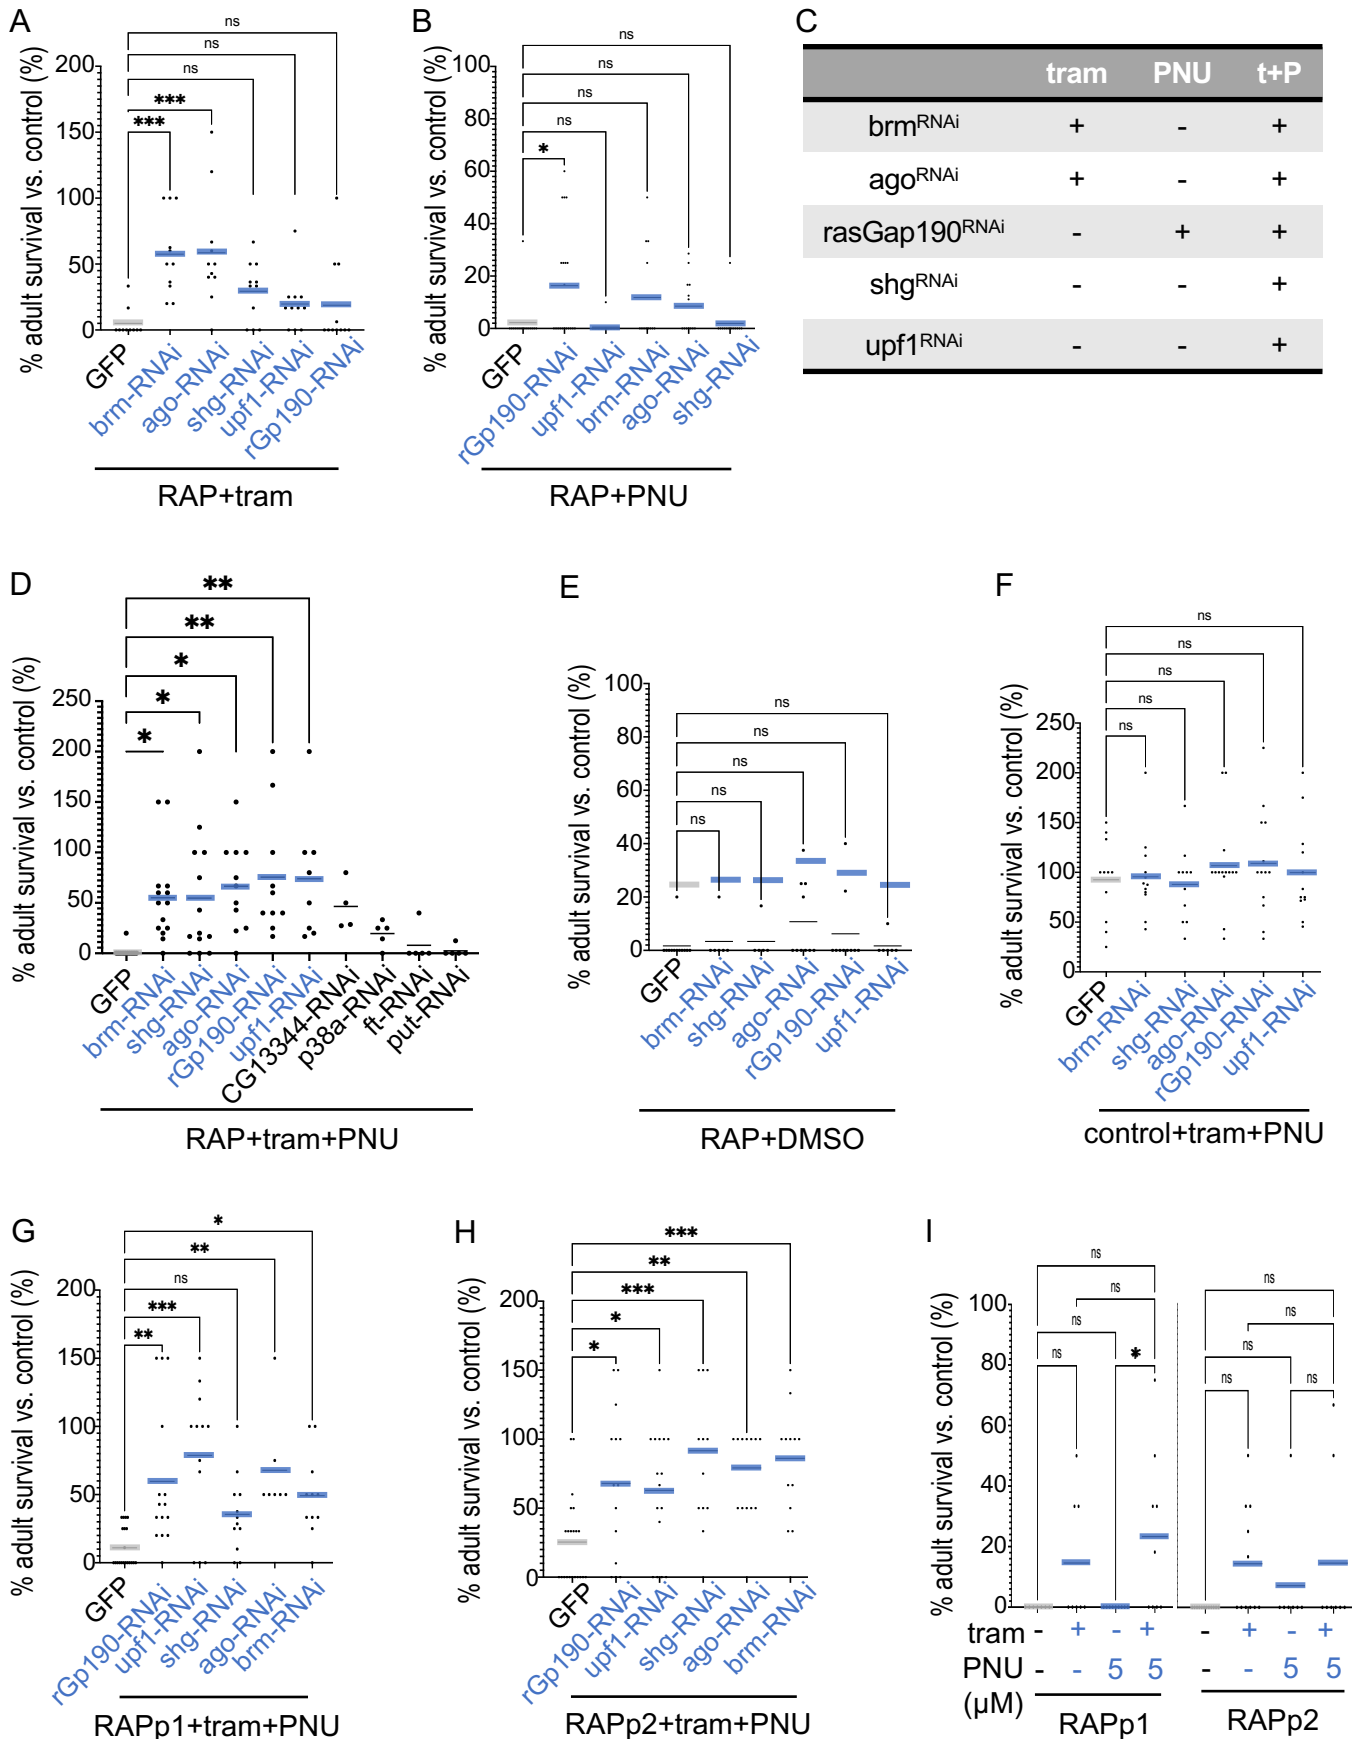 A
% adult survival vs. control (%)
200
150
100
50
0
ns
ns
ns
***
***
GFP
brm-RNAi
ago-RNAi
shg-RNAi
upf1-RNAi
rGp190-RNAi
RAP+tram
B
% adult survival vs. control (%)
100
80
60
40
20
0
ns
ns
ns
ns
*
GFP
rGp190-RNAi
upf1-RNAi
brm-RNAi
ago-RNAi
shg-RNAi
RAP+PNU
C
tram PNU t+P
brmRNAi + - +
agoRNAi + - +
rasGap190RNAi - + +
shgRNAi - - +
upf1RNAi - - +
D
% adult survival vs. control (%)
250
200
150
100
50
0
**
**
*
*
*
GFP
brm-RNAi
shg-RNAi
ago-RNAi
rGp190-RNAi
upf1-RNAi
CG13344-RNAi
p38a-RNAi
ft-RNAi
put-RNAi
RAP+tram+PNU
E
% adult survival vs. control (%)
100
80
60
40
20
0
ns
ns
ns
ns
ns
GFP
brm-RNAi
shg-RNAi
ago-RNAi
rGp190-RNAi
upf1-RNAi
RAP+DMSO
F
% adult survival vs. control (%)
250
200
150
100
50
0
ns
ns
ns
ns
ns
GFP
brm-RNAi
shg-RNAi
ago-RNAi
rGp190-RNAi
upf1-RNAi
control+tram+PNU
G
% adult survival vs. control (%)
200
150
100
50
0
*
**
ns
***
**
GFP
rGp190-RNAi
upf1-RNAi
shg-RNAi
ago-RNAi
brm-RNAi
RAPp1+tram+PNU
H
% adult survival vs. control (%)
200
150
100
50
0
***
**
***
*
*
GFP
rGp190-RNAi
upf1-RNAi
shg-RNAi
ago-RNAi
brm-RNAi
RAPp2+tram+PNU
I
% adult survival vs. control (%)
100
80
60
40
20
0
ns
ns
ns
ns
*
ns
ns
ns
ns
ns
tram - + - + - + - +
PNU - - 5 5 - - 5 5
(µM)
RAPp1 RAPp2